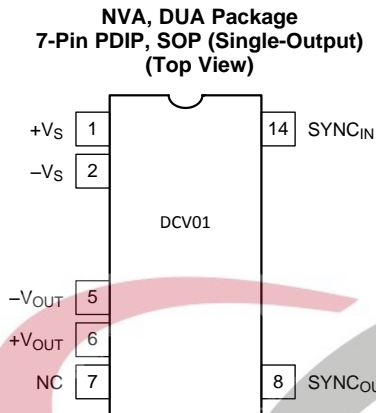 NVA, DUA Package
7-Pin PDIP, SOP (Single-Output)
(Top View)
+VS 1 14 SYNCIN
–VS 2
DCV01
–VOUT 5
+VOUT 6
NC 7 8 SYNCOU